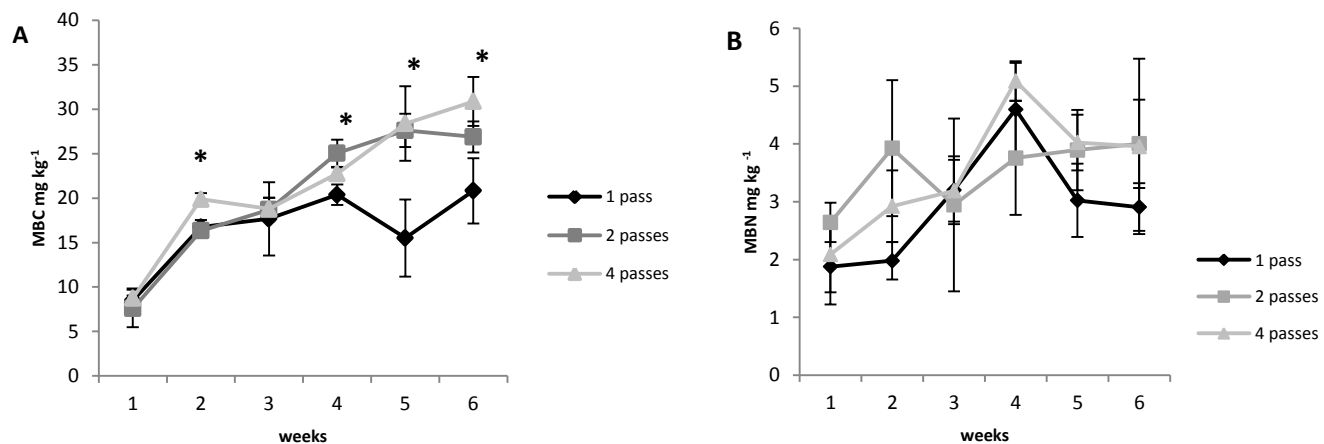 A
MBC mg kg-1
40
35
30
25
20
15
10
5
0
* * * *
1 2 3 4 5 6
weeks
1 pass
2 passes
4 passes
B
MBN mg kg -1
6
5
4
3
2
1
0
1 2 3 4 5 6
weeks
1 pass
2 passes
4 passes